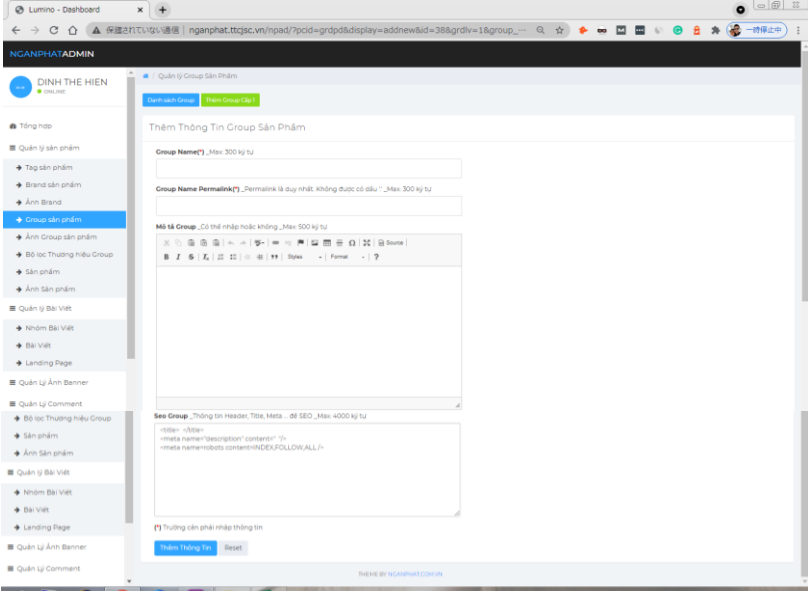 Lumino - Dashboard
保護されていない通信 | nganphat.ttcjsc.vn/npad/?pcid=grdpd&display=addnew&id=38&grdlv=1&group_...
一時停止中
NGANPHATADMIN
DINH THE HIEN
ONLINE
Tổng hợp
Quản lý sản phẩm
Tag sản phẩm
Brand sản phẩm
Ảnh Brand
Group sản phẩm
Ảnh Group sản phẩm
Bộ lọc Thương hiệu Group
Sản phẩm
Ảnh Sản phẩm
Quản lý Bài Viết
Nhóm Bài Viết
Bài Viết
Landing Page
Quản Lý Ảnh Banner
Quản Lý Comment
Bộ lọc Thương hiệu Group
Sản phẩm
Ảnh Sản phẩm
Quản lý Bài Viết
Nhóm Bài Viết
Bài Viết
Landing Page
Quản Lý Ảnh Banner
Quản Lý Comment
/ Quản lý Group Sản Phẩm
Danh sách Group
Thêm Group Cấp 1
Thêm Thông Tin Group Sản Phẩm
Group Name(*) _Max: 300 ký tự
Group Name Permalink(*) _Permalink là duy nhất. Không được có dấu '.' _Max: 300 ký tự
Mô tả Group _Có thể nhập hoặc không _Max: 500 ký tự
Source
B I S Ix Styles Format ?
Seo Group _Thông tin Header, Title, Meta ... để SEO _Max: 4000 ký tự
<title> </title>
<meta name="description" content=" "/>
<meta name=robots content=INDEX,FOLLOW,ALL />
(*) Trường cần phải nhập thông tin
Thêm Thông Tin
Reset
THEME BY NGANPHAT.COM.VN